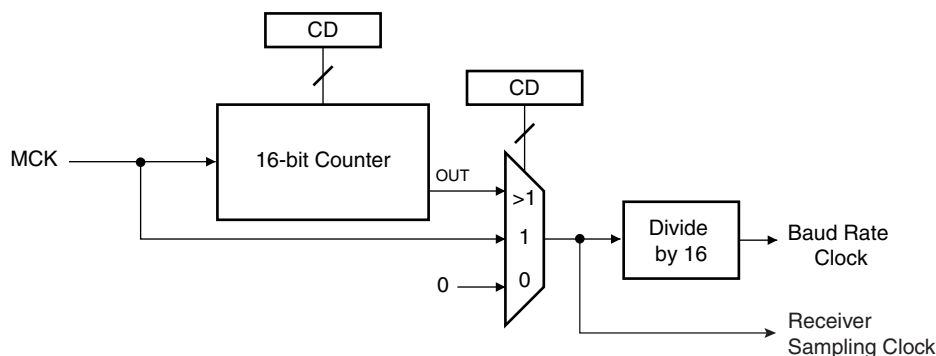 CD
CD
MCK
16-bit Counter
OUT
>1
1
0
0
Divide
by 16
Baud Rate
Clock
Receiver
Sampling Clock